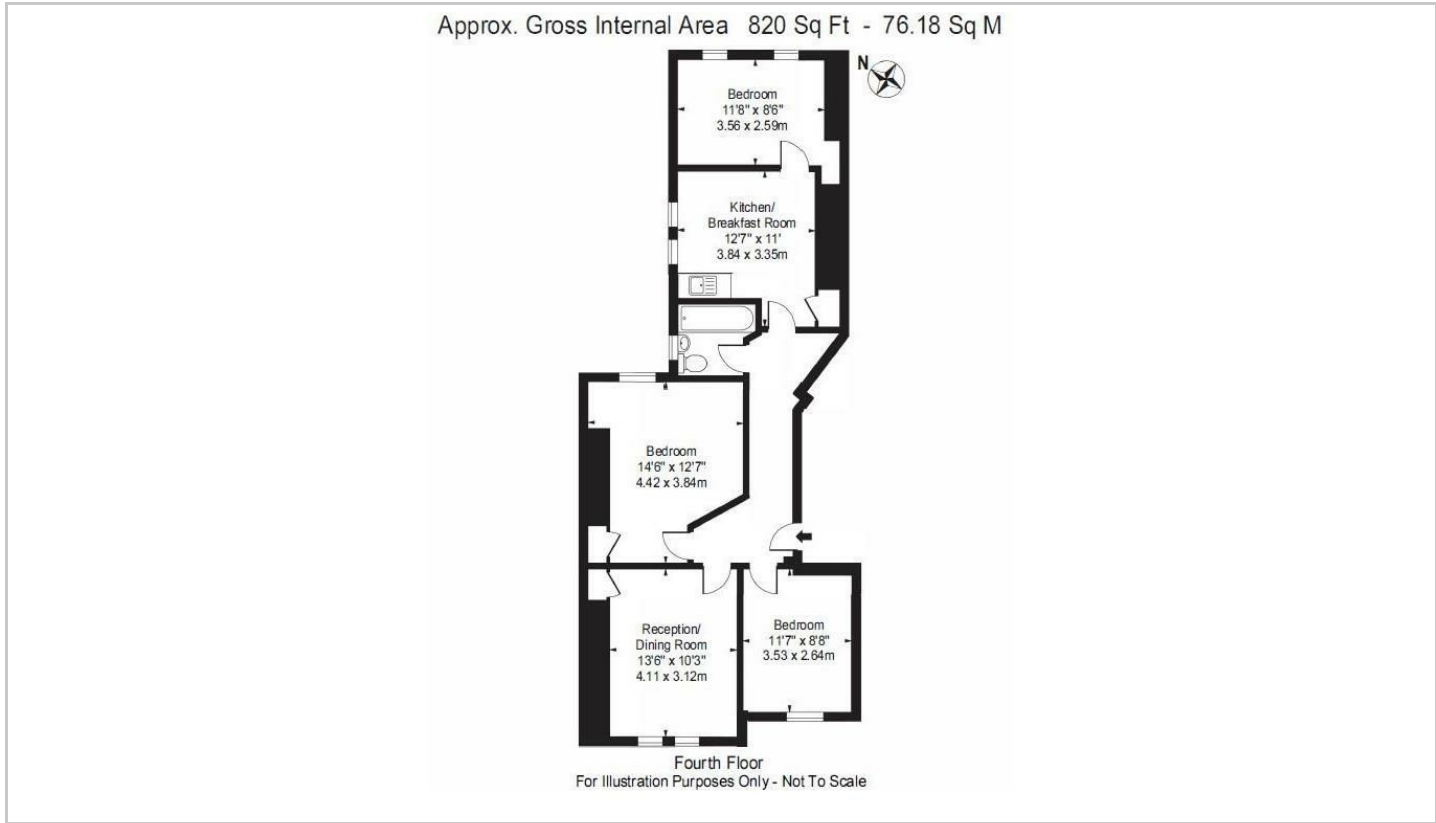 Approx. Gross Internal Area 820 Sq Ft - 76.18 Sq M
N
Bedroom
11'8" x 8'6"
3.56 x 2.59m
Kitchen/
Breakfast Room
12'7" x 11'
3.84 x 3.35m
Bedroom
14'6" x 12'7"
4.42 x 3.84m
Reception/
Dining Room
13'6" x 10'3"
4.11 x 3.12m
Bedroom
11'7" x 8'8"
3.53 x 2.64m
Fourth Floor
For Illustration Purposes Only - Not To Scale